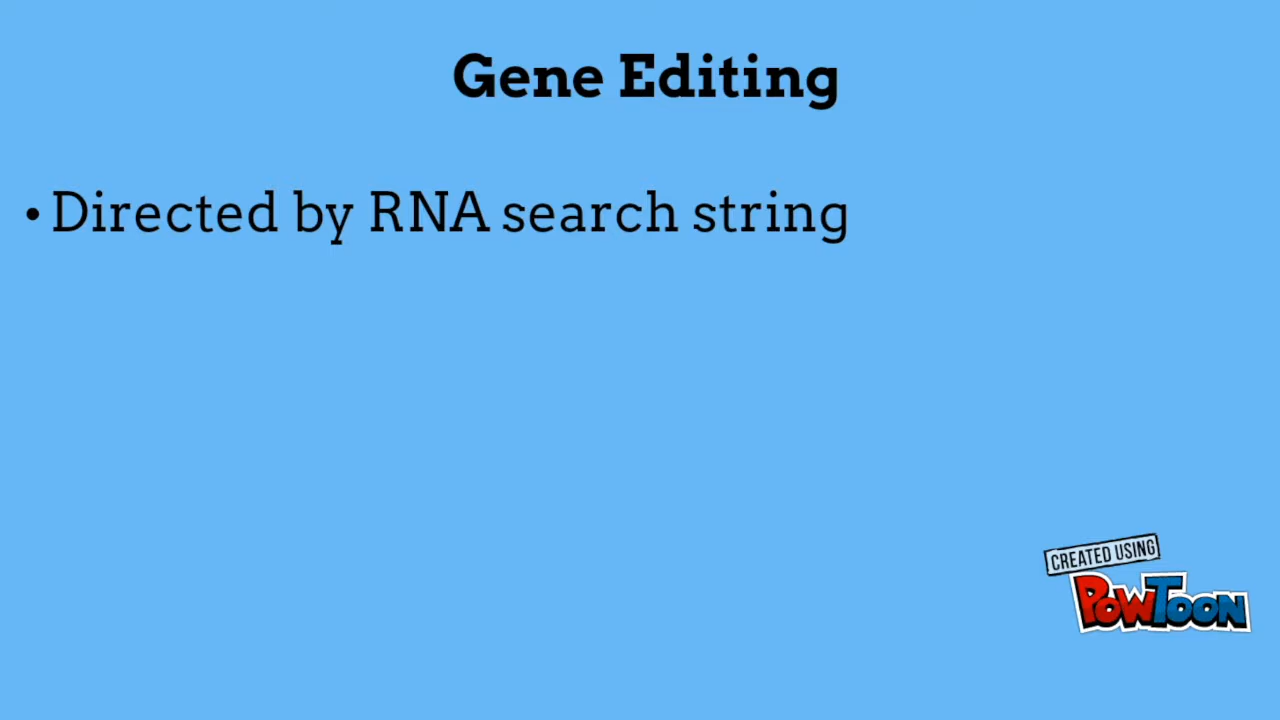 Gene Editing
• Directed by RNA search string
CREATED USING
POWTOON